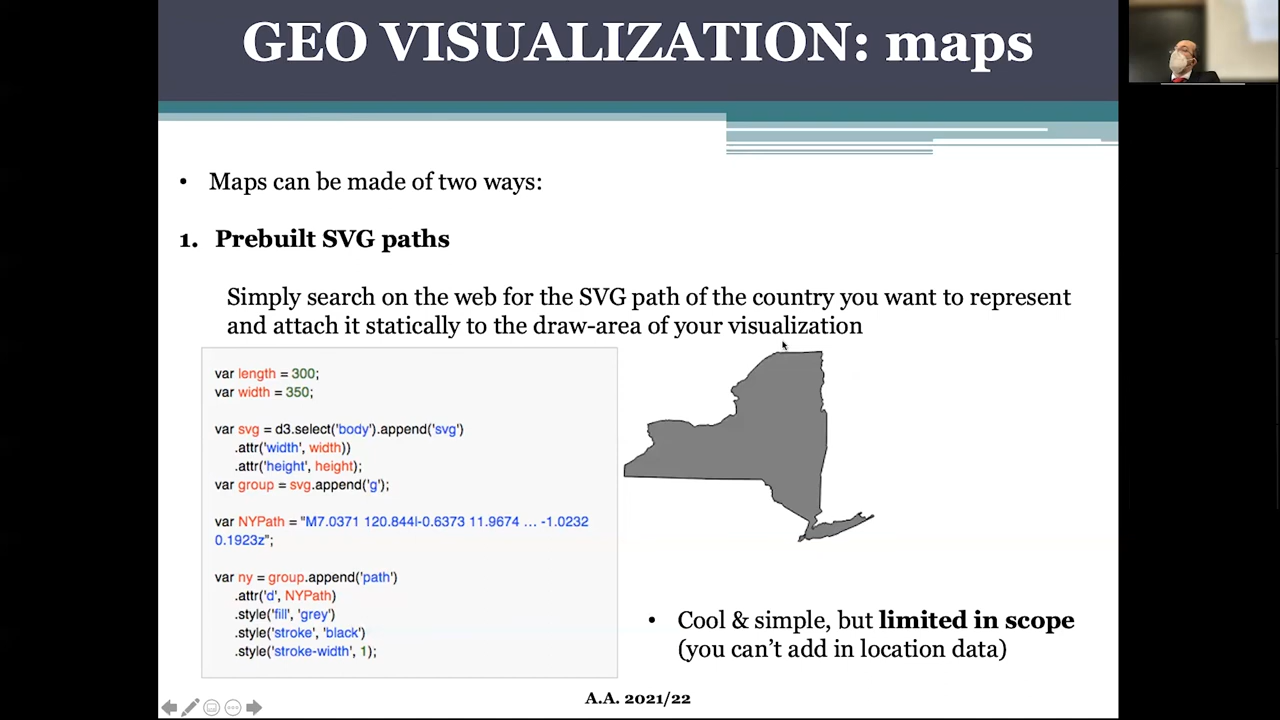 GEO VISUALIZATION: maps
• Maps can be made of two ways:
1. Prebuilt SVG paths
Simply search on the web for the SVG path of the country you want to represent
and attach it statically to the draw-area of your visualization
var length = 300;
var width = 350;
var svg = d3.select('body').append('svg')
.attr('width', width))
.attr('height', height);
var group = svg.append('g');
var NYPath = "M7.0371 120.844l-0.6373 11.9674 ... -1.0232
0.1923z";
var ny = group.append('path')
.attr('d', NYPath)
.style('fill', 'grey')
.style('stroke', 'black')
.style('stroke-width', 1);
• Cool & simple, but limited in scope
(you can't add in location data)
A.A. 2021/22